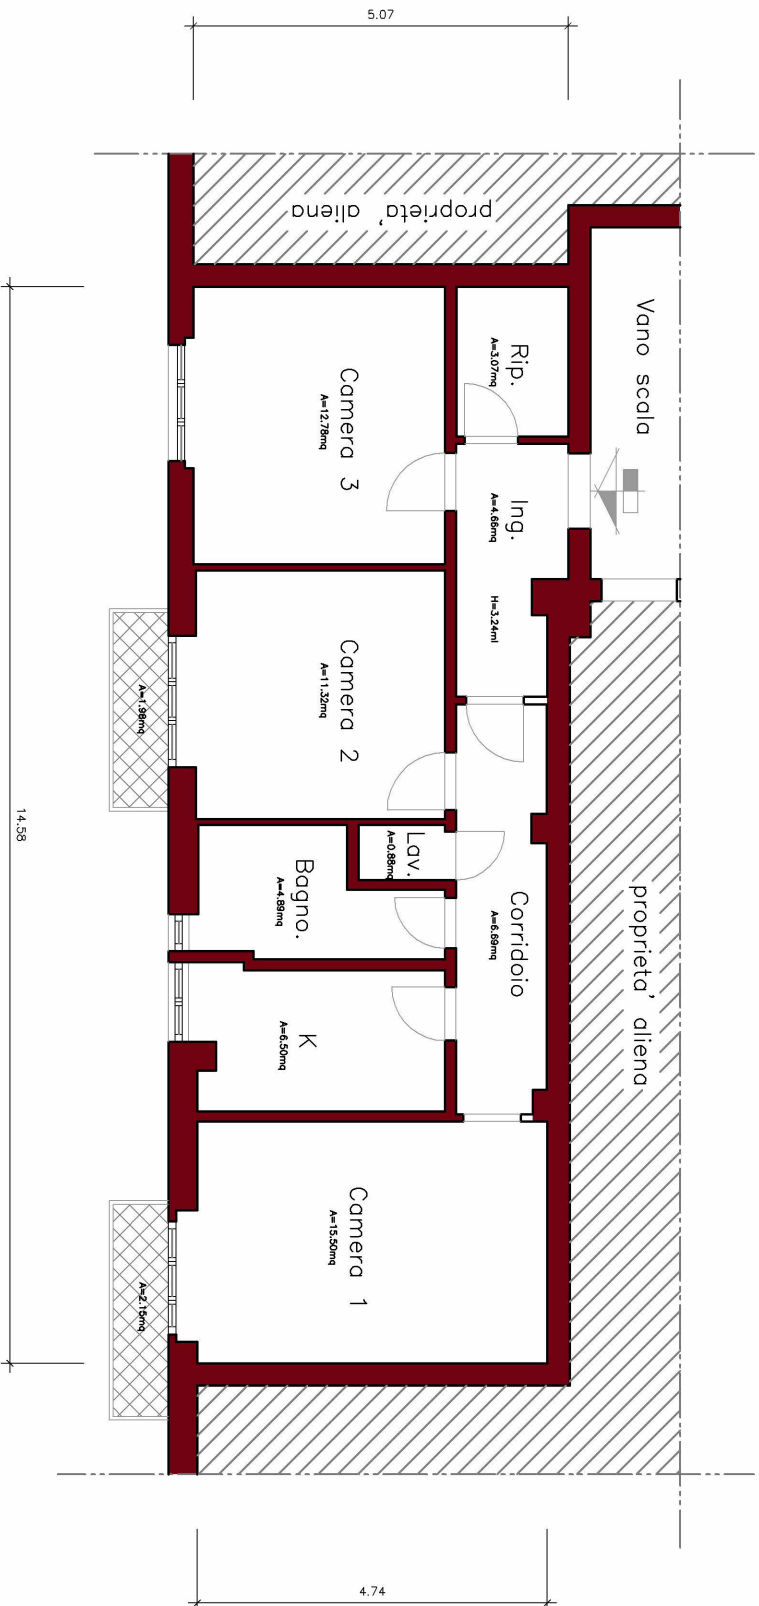 5.07
proprieta' aliena
Vano scala
Rip.
A=3.07mq
Camera 3
A=12.78mq
Ing.
A=4.66mq
H=3.24ml
Camera 2
A=11.32mq
A=1.98mq
Lav.
A=0.88mq
Bagno.
A=4.89mq
Corridoio
A=6.69mq
proprieta' aliena
K
A=6.50mq
Camera 1
A=15.50mq
A=2.15mq
14.58
4.74